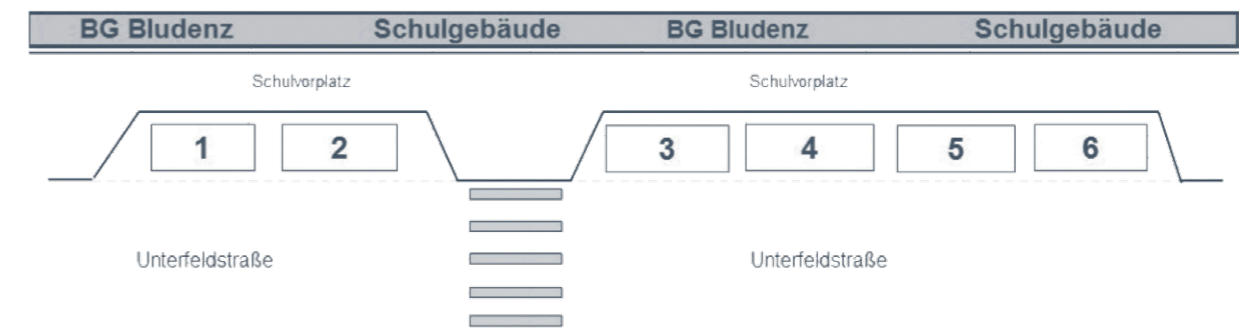 BG Bludenz Schulgebäude BG Bludenz Schulgebäude
Schulvorplatz Schulvorplatz
1 2 3 4 5 6
Unterfeldstraße Unterfeldstraße